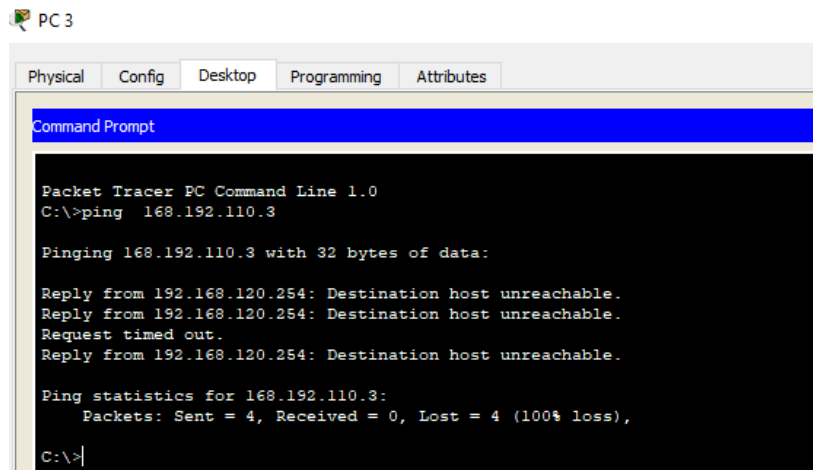 PC 3
Physical Config Desktop Programming Attributes
Command Prompt
Packet Tracer PC Command Line 1.0
C:\>ping  168.192.110.3
Pinging 168.192.110.3 with 32 bytes of data:
Reply from 192.168.120.254: Destination host unreachable.
Reply from 192.168.120.254: Destination host unreachable.
Request timed out.
Reply from 192.168.120.254: Destination host unreachable.
Ping statistics for 168.192.110.3:
    Packets: Sent = 4, Received = 0, Lost = 4 (100% loss),
C:\>